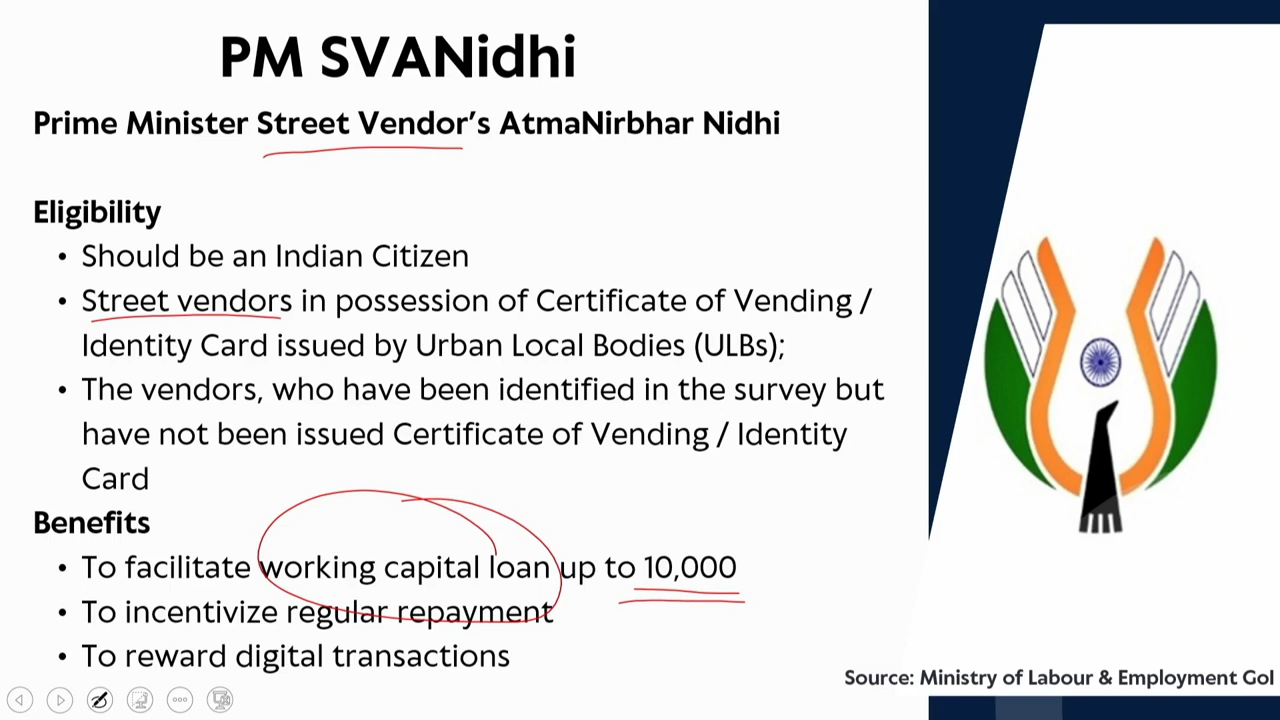 PM SVANidhi
Prime Minister Street Vendor's AtmaNirbhar Nidhi
Eligibility
• Should be an Indian Citizen
• Street vendors in possession of Certificate of Vending /
Identity Card issued by Urban Local Bodies (ULBs);
• The vendors, who have been identified in the survey but
have not been issued Certificate of Vending / Identity
Card
Benefits
• To facilitate working capital loan up to 10,000
• To incentivize regular repayment
• To reward digital transactions
Source: Ministry of Labour & Employment GoI